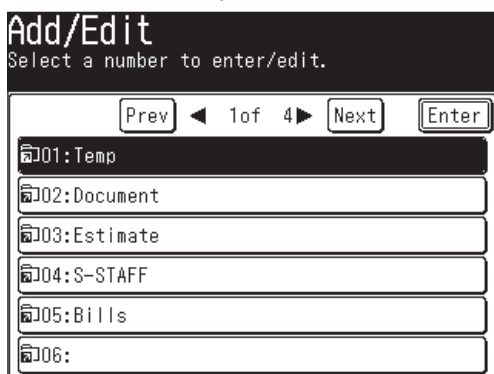 Add/Edit
Select a number to enter/edit.
Prev ◀ 1of 4▶ Next Enter
01:Temp
02:Document
03:Estimate
04:S-STAFF
05:Bills
06: